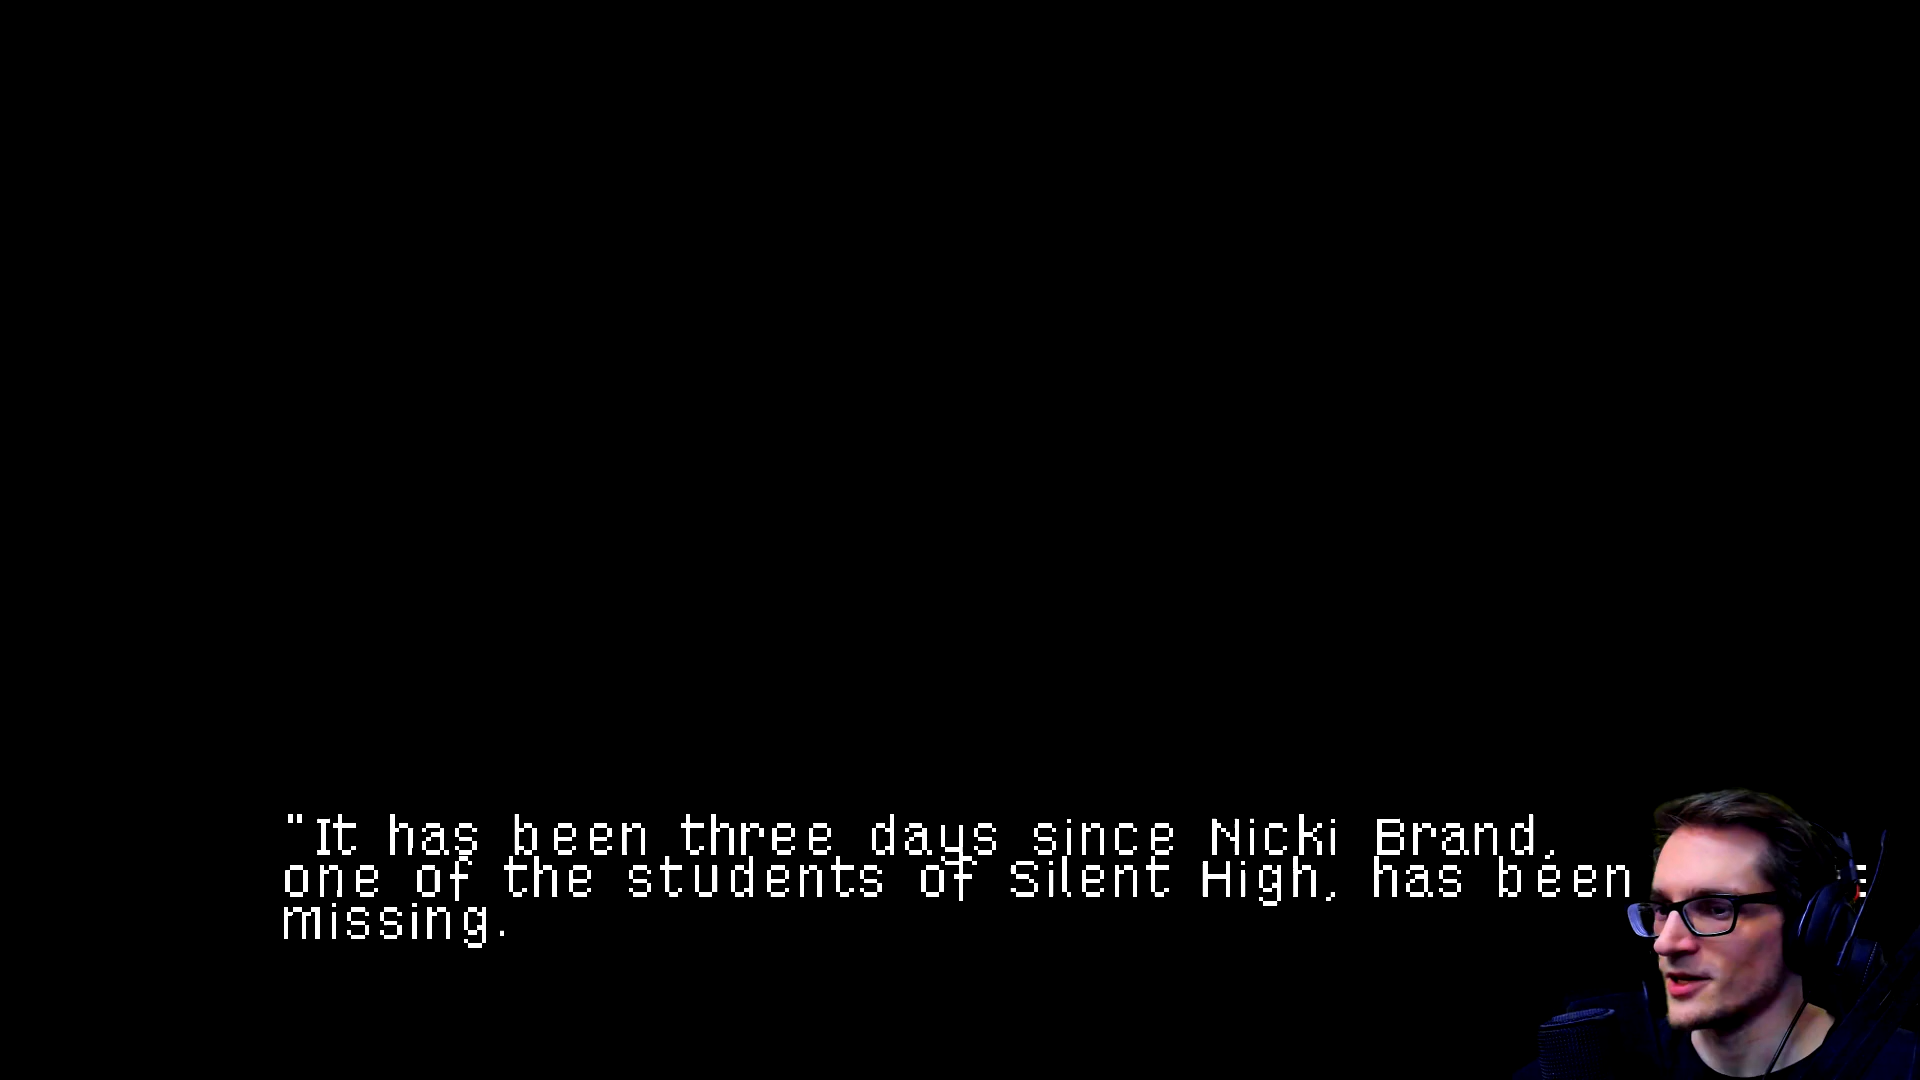 "It has been three days since Nicki Brand,
one of the students of Silent High, has been
missing.